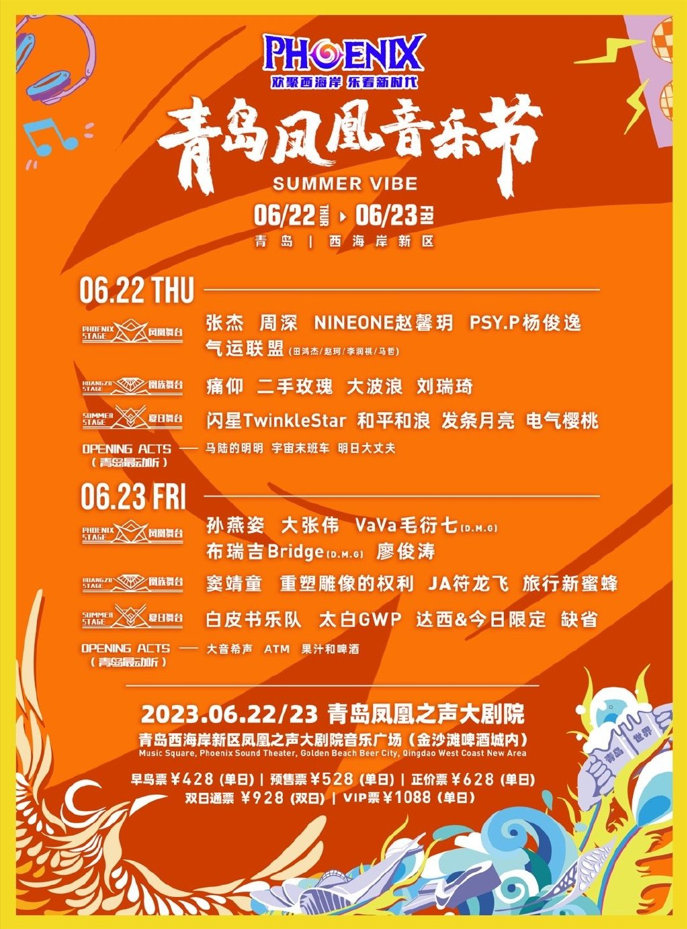 PHOENIX
欢聚西海岸 乐看新时代
青岛凤凰音乐节
SUMMER VIBE
06/22 THUR 06/23 FRI
青岛 | 西海岸新区
06.22 THU
PHOENIX STAGE 凤凰舞台 张杰 周深 NINEONE赵馨玥 PSY.P杨俊逸
气运联盟(田鸿杰/赵珂/李润祺/马哲)
HUANGZU STAGE 凰族舞台 痛仰 二手玫瑰 大波浪 刘瑞琦
SUMMER STAGE 夏日舞台 闪星TwinkleStar 和平和浪 发条月亮 电气樱桃
OPENING ACTS 马陆的明明 宇宙末班车 明日大丈夫
(青岛最动听)
06.23 FRI
PHOENIX STAGE 凤凰舞台 孙燕姿 大张伟 VaVa毛衍七(D.M.G)
布瑞吉Bridge(D.M.G) 廖俊涛
HUANGZU STAGE 凰族舞台 窦靖童 重塑雕像的权利 JA符龙飞 旅行新蜜蜂
SUMMER STAGE 夏日舞台 白皮书乐队 太白GWP 达西&今日限定 缺省
OPENING ACTS 大音希声 ATM 果汁和啤酒
(青岛最动听)
2023.06.22/23 青岛凤凰之声大剧院
青岛西海岸新区凤凰之声大剧院音乐广场(金沙滩啤酒城内)
Music Square, Phoenix Sound Theater, Golden Beach Beer City, Qingdao West Coast New Area
早鸟票¥428(单日) | 预售票¥528(单日) | 正价票¥628(单日)
双日通票¥928(双日) | VIP票¥1088(单日)
青岛
世界